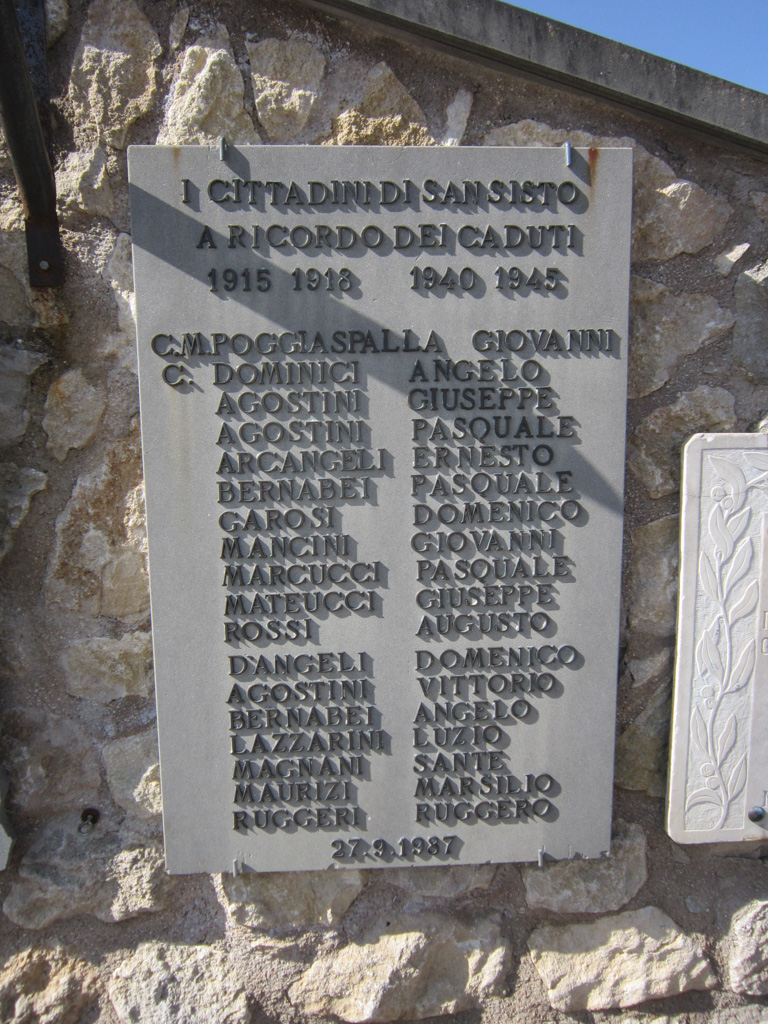 I CITTADINI DI SAN SISTO
A RICORDO DEI CADUTI
1915 1918 1940 1945
C.M. POGGIASPALLA GIOVANNI
C. DOMINICI ANGELO
AGOSTINI GIUSEPPE
AGOSTINI PASQUALE
ARCANGELI ERNESTO
BERNABEI PASQUALE
GAROSI DOMENICO
MANCINI GIOVANNI
MARCUCCI PASQUALE
MATEUCCI GIUSEPPE
ROSSI AUGUSTO
D'ANGELI DOMENICO
AGOSTINI VITTORIO
BERNABEI ANGELO
LAZZARINI LUZIO
MAGNANI SANTE
MAURIZI MARSILIO
RUGGERI RUGGERO
27.9.1987